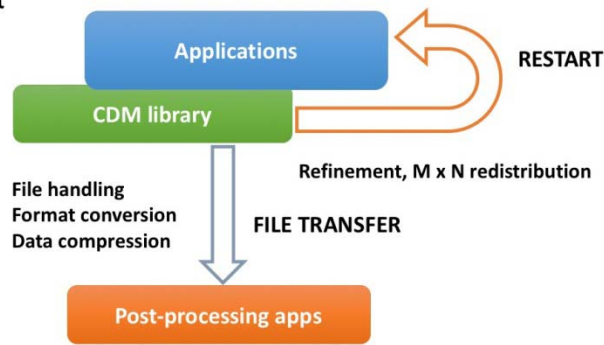 t
Applications
RESTART
CDM library
Refinement, M x N redistribution
File handling
Format conversion
Data compression
FILE TRANSFER
Post-processing apps